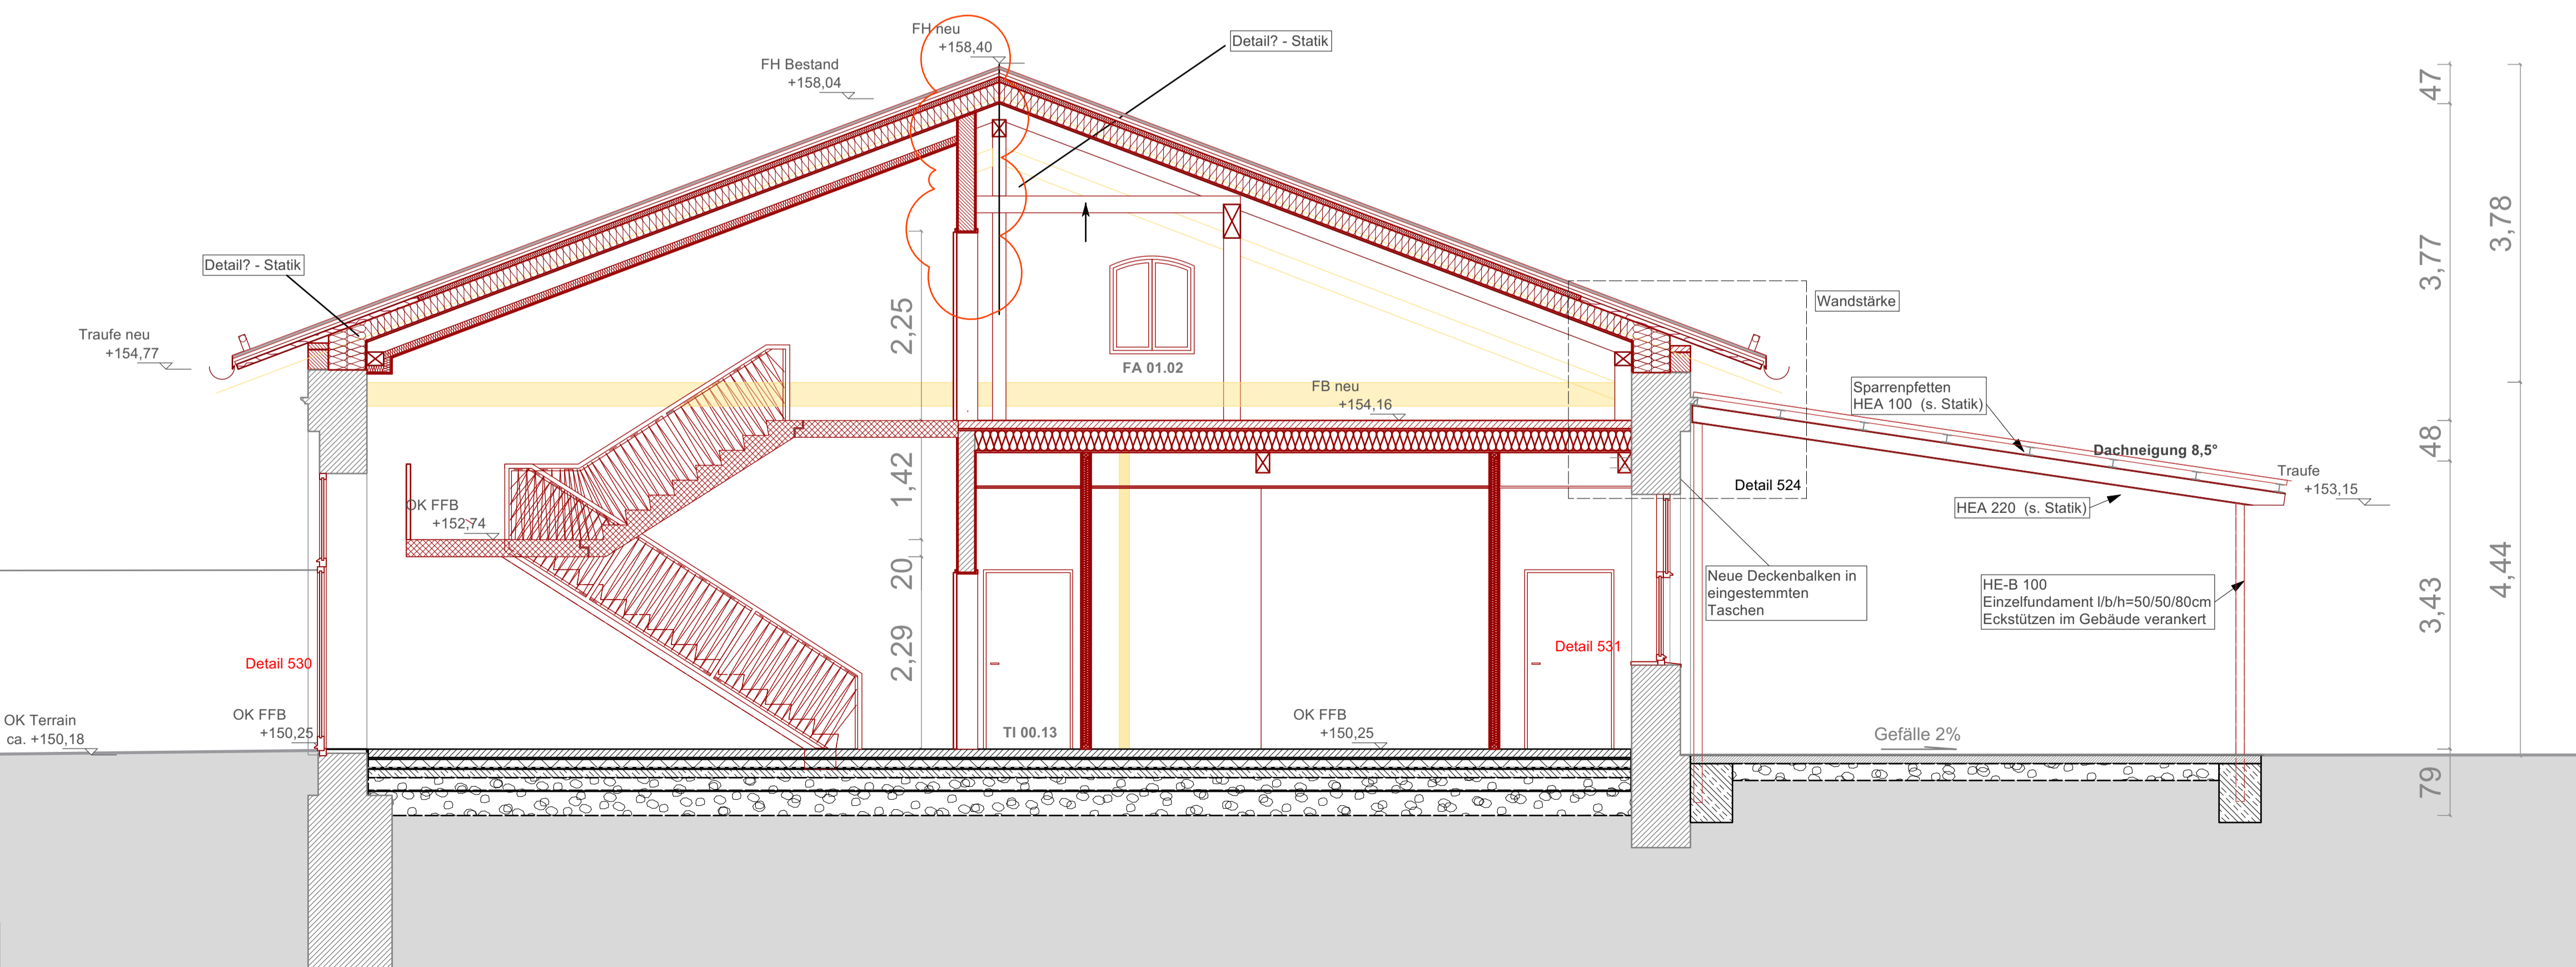 FH neu
+158,40
Detail? - Statik
FH Bestand
+158,04
47
3,78
3,77
Detail? - Statik
Wandstärke
2,25
Traufe neu
+154,77
FA 01.02
FB neu
+154,16
Sparrenpfetten
HEA 100 (s. Statik)
Dachneigung 8,5°
48
Traufe
+153,15
1,42
Detail 524
HEA 220 (s. Statik)
OK FFB
+152,74
20
Neue Deckenbalken in
eingestemmten
Taschen
HE-B 100
Einzelfundament l/b/h=50/50/80cm
Eckstützen im Gebäude verankert
4,44
3,43
Detail 530
2,29
Detail 531
OK Terrain
ca. +150,18
OK FFB
+150,25
TI 00.13
OK FFB
+150,25
Gefälle 2%
79